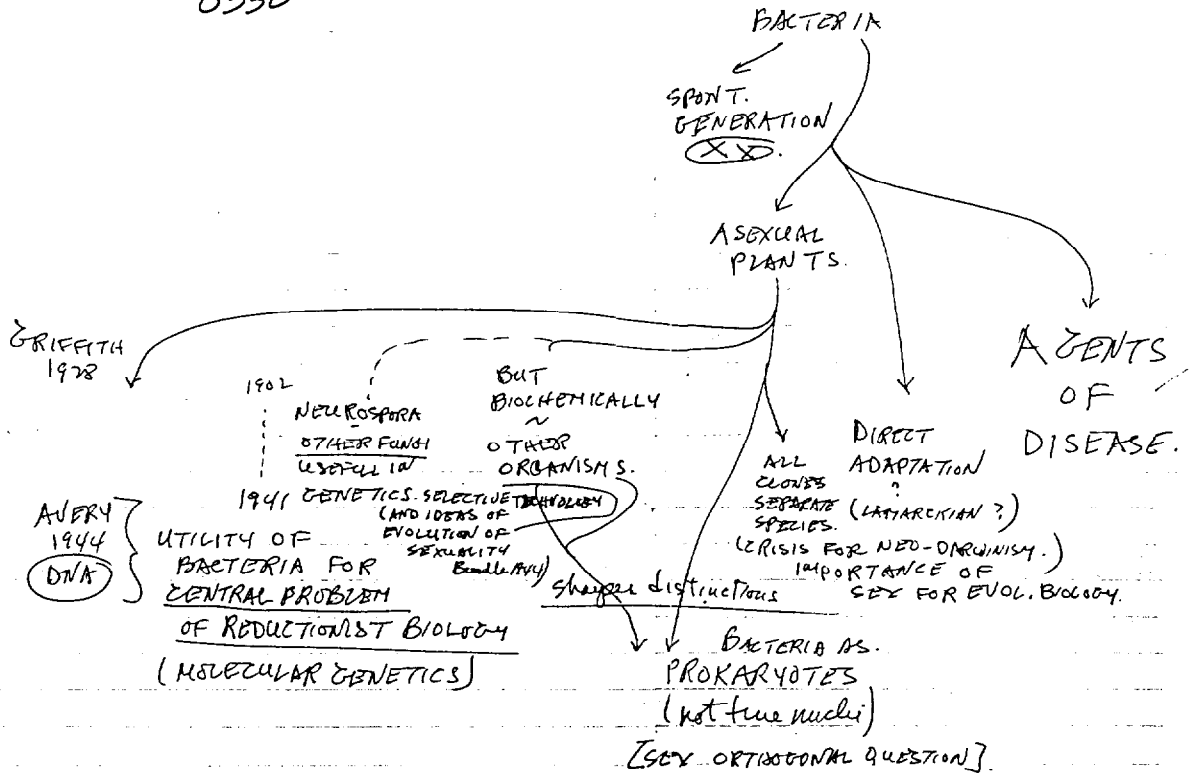 0330
BACTERIA
SPONT.
GENERATION
XX.
ASEXUAL
PLANTS.
AGENTS
OF
DISEASE.
GRIFFITH
1928
1902
1941
NEUROSPORA
OTHER FUNGI
USEFUL IN
GENETICS. SELECTIVE TECHNOLOGY
(AND IDEAS OF
EVOLUTION OF
SEXUALITY
BUT
BIOCHEMICALLY
~
OTHER
ORGANISMS.
ALL
CLONES
SEPARATE
SPECIES.
DIRECT
ADAPTATION
?
(LAMARCKIAN ?)
(CRISIS FOR NEO-DARWINISM.)
IMPORTANCE OF
SEX FOR EVOL. BIOLOGY.
AVERY
1944
DNA
UTILITY OF
BACTERIA FOR
CENTRAL PROBLEM
OF REDUCTIONIST BIOLOGY
(MOLECULAR GENETICS)
Sharper distinctions
BACTERIA AS.
PROKARYOTES
(not true nuclei)
[SEX ORTHOGONAL QUESTION]